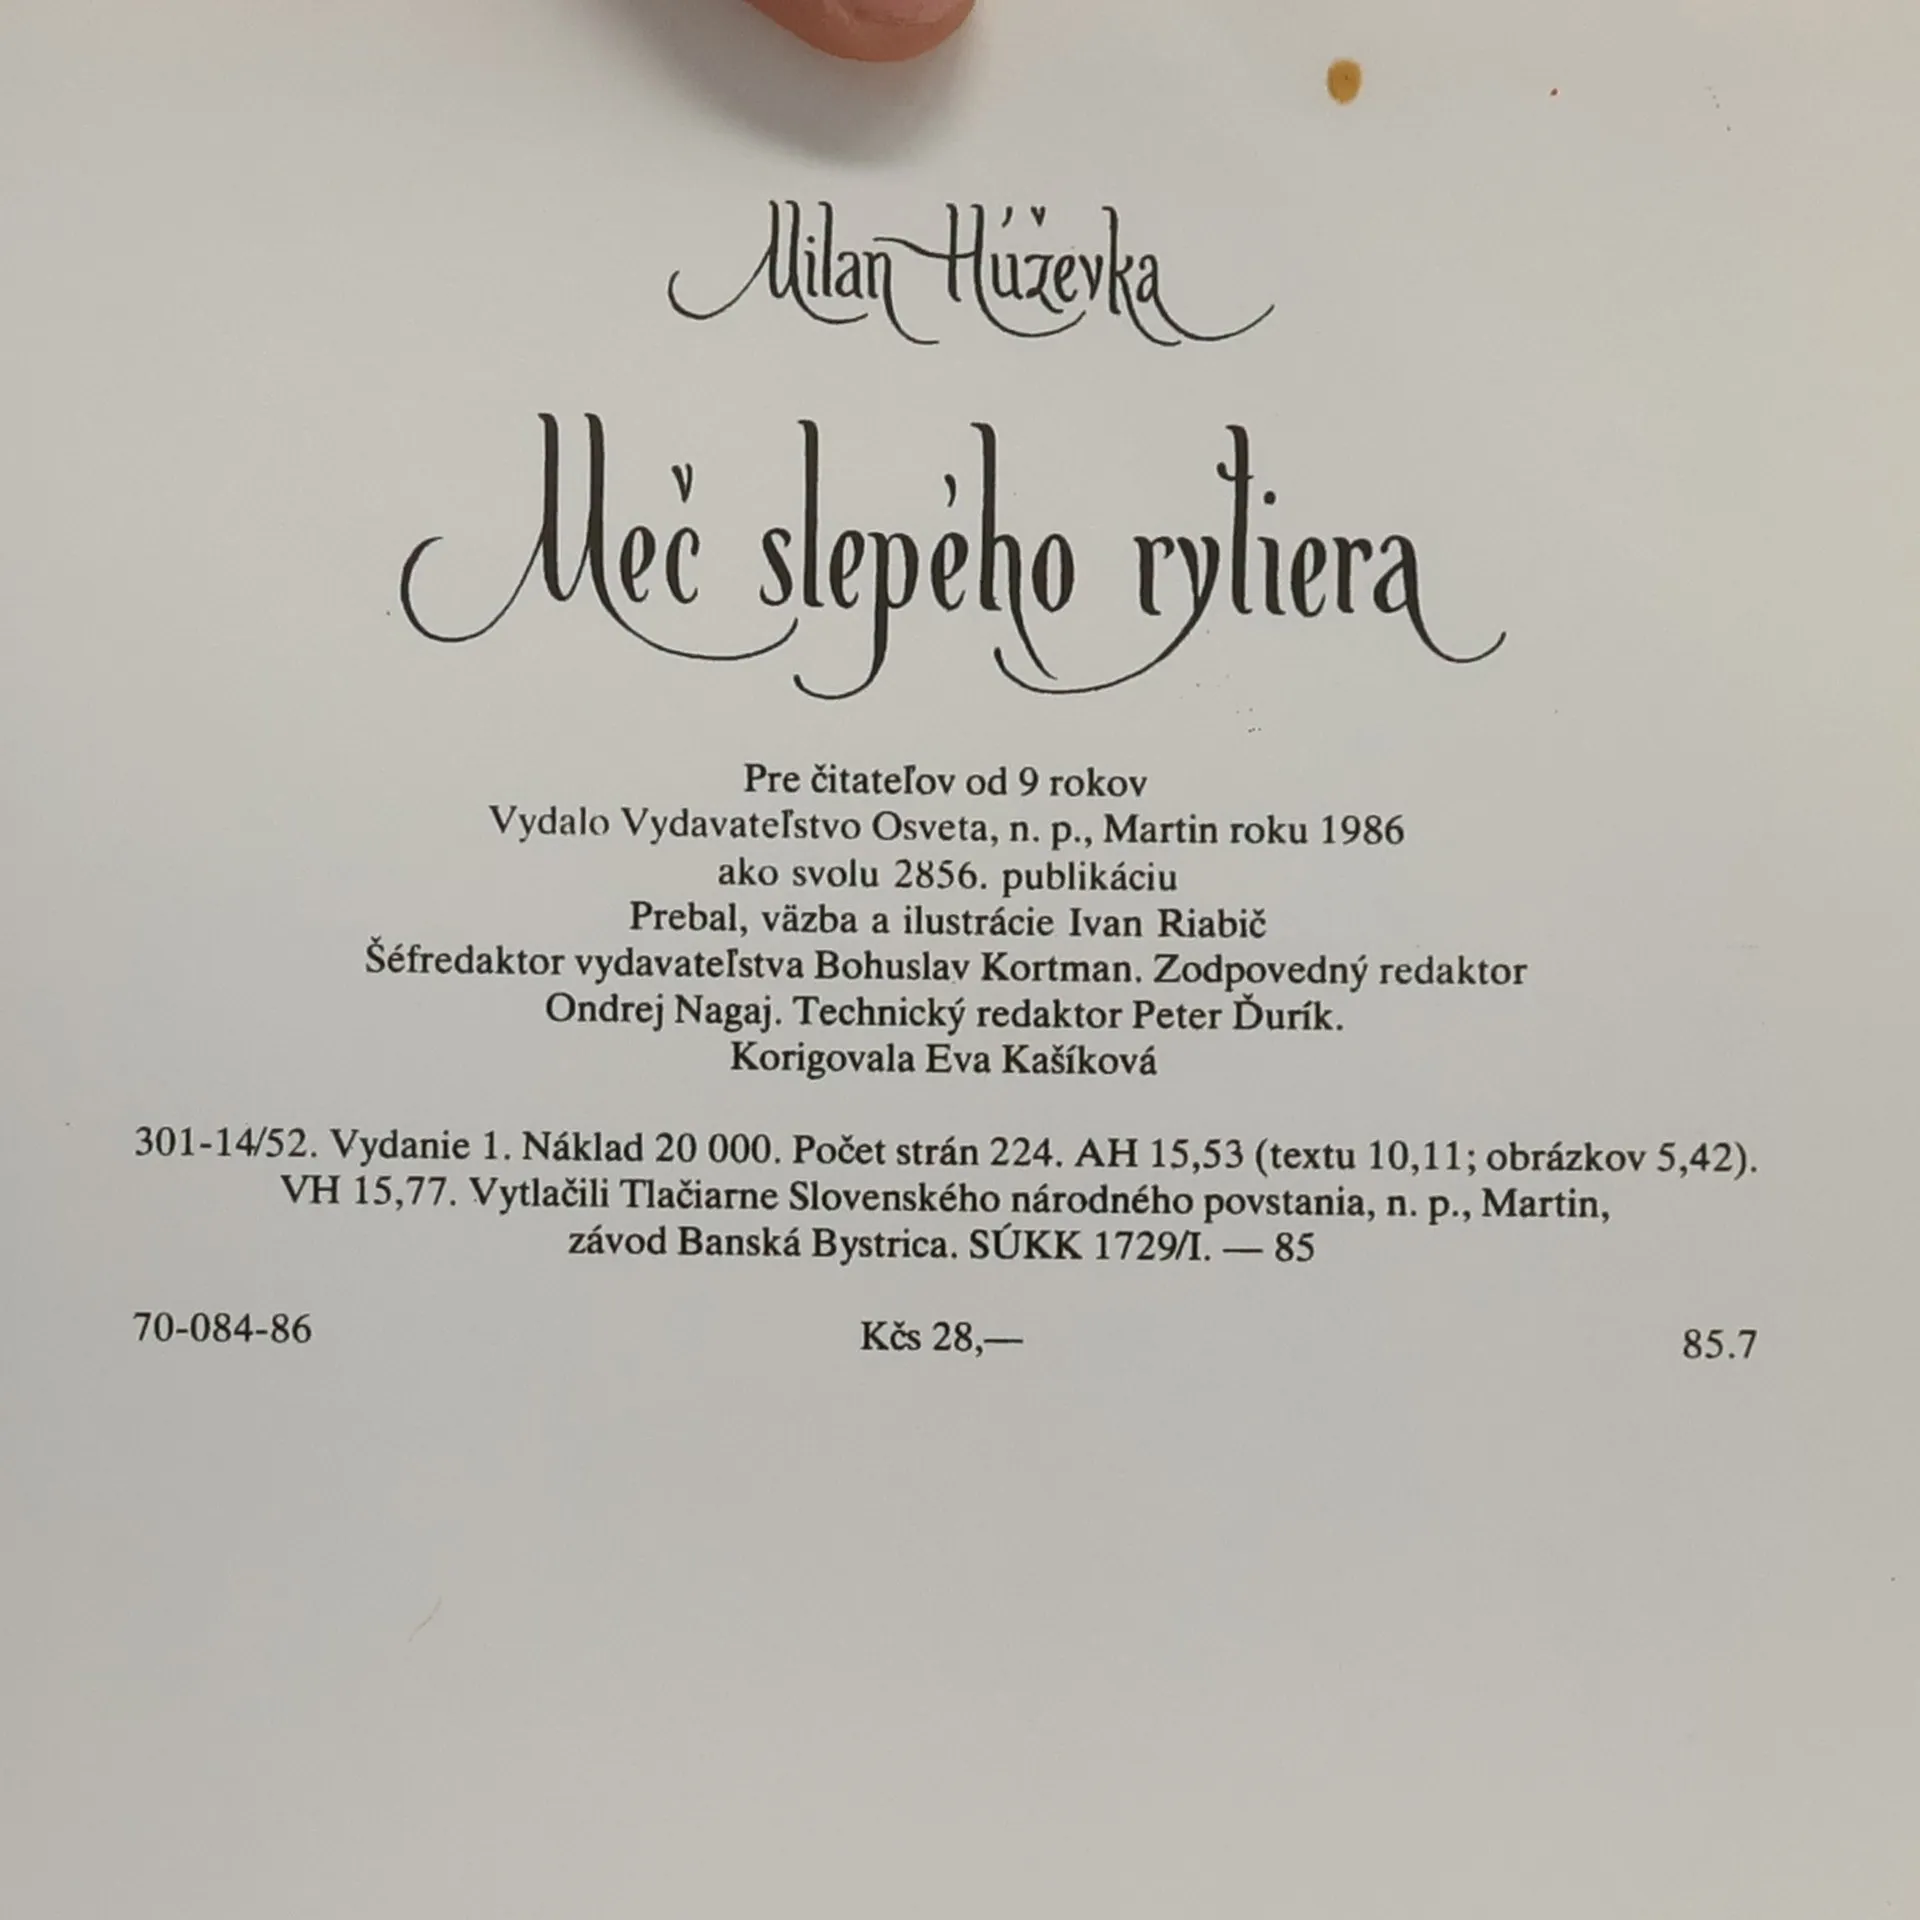 Milan Húževka
Meč slepého rytiera
Pre čitateľov od 9 rokov
Vydalo Vydavateľstvo Osveta, n. p., Martin roku 1986
ako svolu 2856. publikáciu
Prebal, väzba a ilustrácie Ivan Riabič
Šéfredaktor vydavateľstva Bohuslav Kortman. Zodpovedný redaktor
Ondrej Nagaj. Technický redaktor Peter Ďurík.
Korigovala Eva Kašíková
301-14/52. Vydanie 1. Náklad 20 000. Počet strán 224. AH 15,53 (textu 10,11; obrázkov 5,42).
VH 15,77. Vytlačili Tlačiarne Slovenského národného povstania, n. p., Martin,
závod Banská Bystrica. SÚKK 1729/I. — 85
70-084-86 Kčs 28,— 85.7